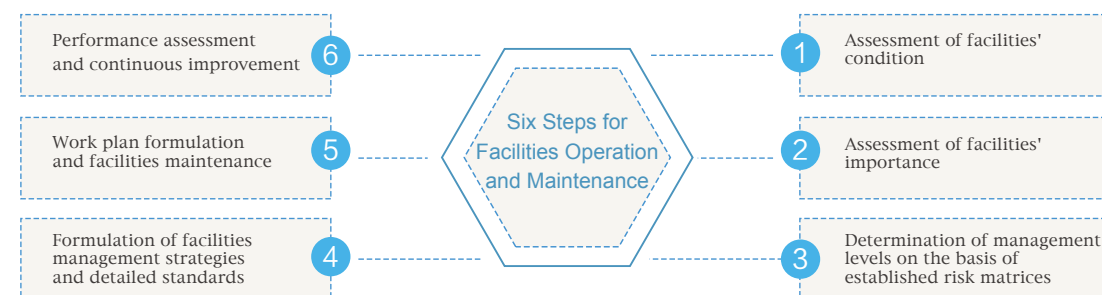 Performance assessment
and continuous improvement
6
1
Assessment of facilities'
condition
Six Steps for
Facilities Operation
and Maintenance
Work plan formulation
and facilities maintenance
5
2
Assessment of facilities'
importance
Formulation of facilities
management strategies
and detailed standards
4
3
Determination of management
levels on the basis of
established risk matrices